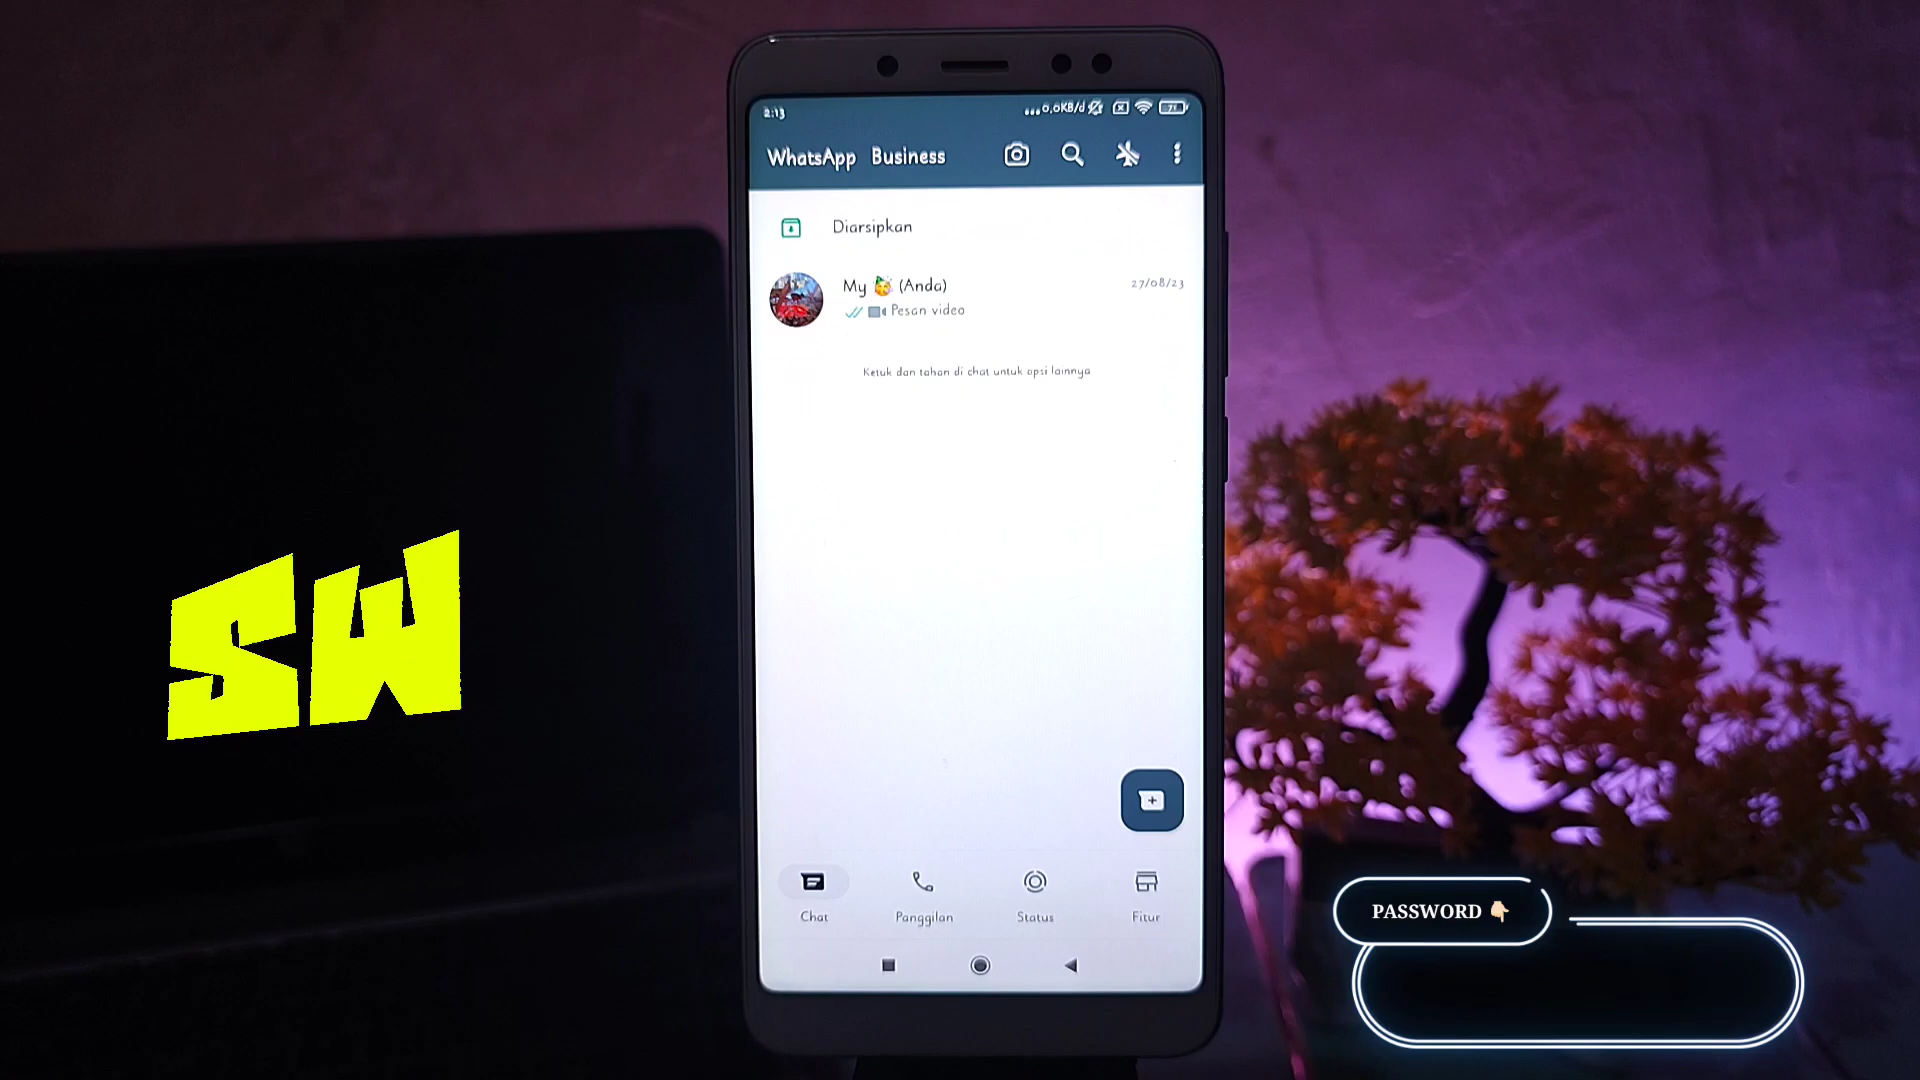 2:13
0,0KB/d
71
WhatsApp Business
Diarsipkan
My 🥳 (Anda)
27/08/23
Pesan video
Ketuk dan tahan di chat untuk opsi lainnya
SW
Chat
Panggilan
Status
Fitur
PASSWORD 👇🏻